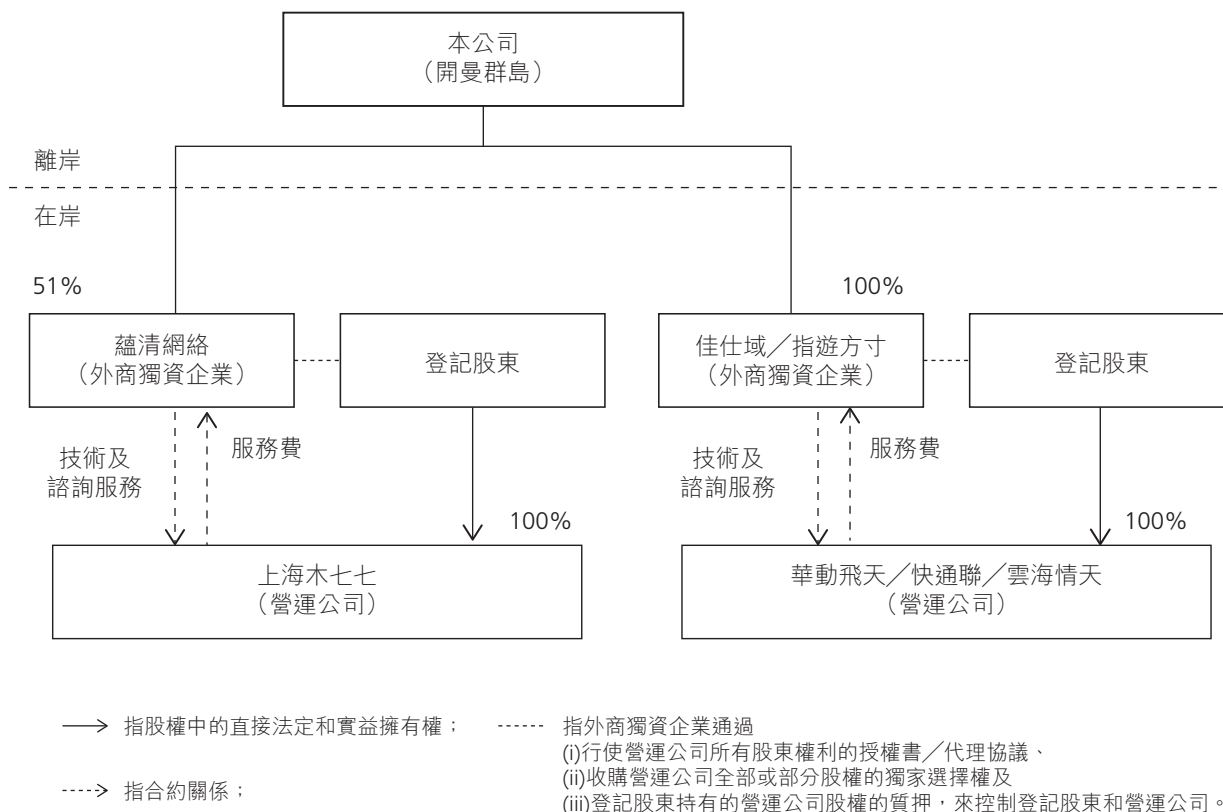 本公司
（開曼群島）
離岸
在岸
51%
100%
蘊清網絡
（外商獨資企業）
登記股東
佳仕域／指遊方寸
（外商獨資企業）
登記股東
技術及
諮詢服務
服務費
技術及
諮詢服務
服務費
100%
100%
上海木七七
（營運公司）
華動飛天／快通聯／雲海情天
（營運公司）
指股權中的直接法定和實益擁有權；
指合約關係；
指外商獨資企業通過
(i)行使營運公司所有股東權利的授權書／代理協議、
(ii)收購營運公司全部或部分股權的獨家選擇權及
(iii)登記股東持有的營運公司股權的質押，來控制登記股東和營運公司。